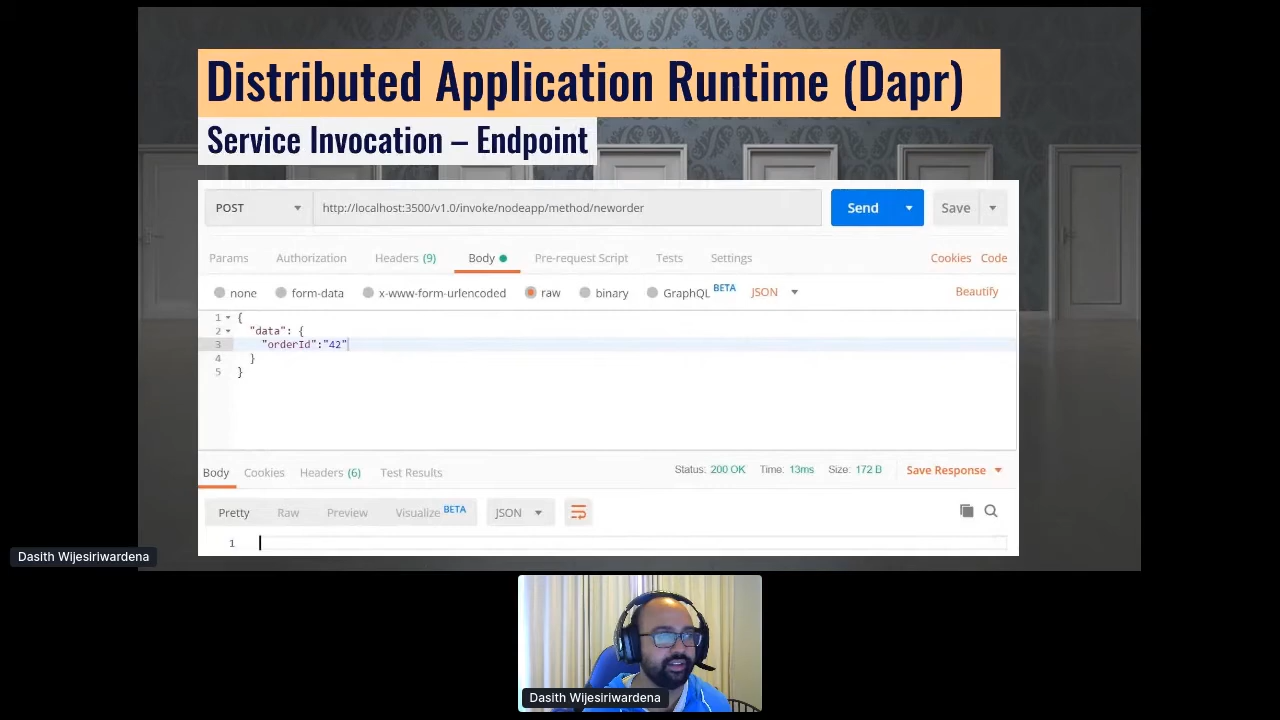 Distributed Application Runtime (Dapr)
Service Invocation – Endpoint
POST http://localhost:3500/v1.0/invoke/nodeapp/method/neworder Send Save
Params Authorization Headers (9) Body Pre-request Script Tests Settings Cookies Code
none form-data x-www-form-urlencoded raw binary GraphQL BETA JSON Beautify
1 {
2 "data": {
3 "orderId":"42"
4 }
5 }
Body Cookies Headers (6) Test Results Status: 200 OK Time: 13ms Size: 172 B Save Response
Pretty Raw Preview Visualize BETA JSON
1
Dasith Wijesiriwardena
Dasith Wijesiriwardena